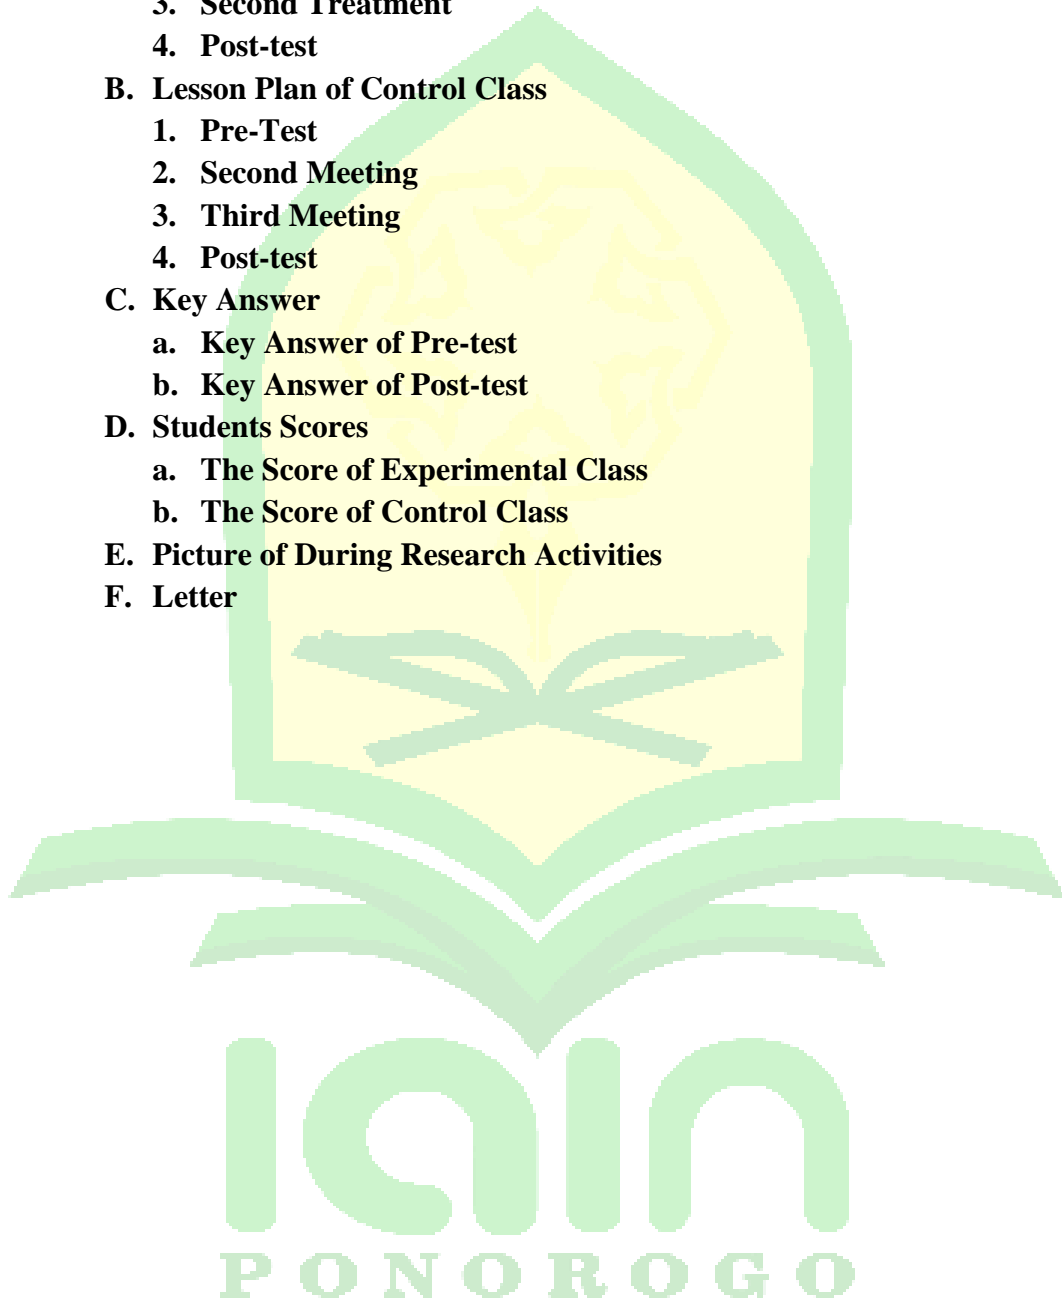 3. Second Treatment
4. Post-test
B. Lesson Plan of Control Class
1. Pre-Test
2. Second Meeting
3. Third Meeting
4. Post-test
C. Key Answer
a. Key Answer of Pre-test
b. Key Answer of Post-test
D. Students Scores
a. The Score of Experimental Class
b. The Score of Control Class
E. Picture of During Research Activities
F. Letter
iain
PONOROGO